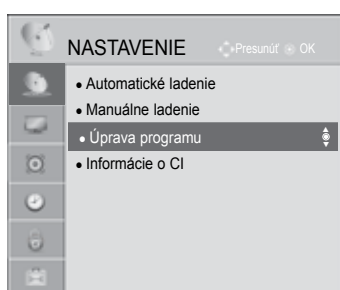 NASTAVENIE Presunúť OK
• Automatické ladenie
• Manuálne ladenie
• Úprava programu
• Informácie o CI